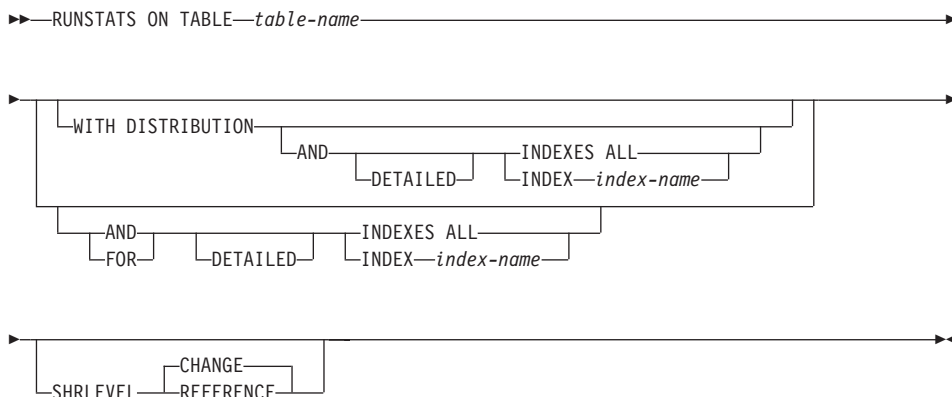 RUNSTATS ON TABLE table-name
WITH DISTRIBUTION
AND INDEXES ALL
DETAILED INDEX index-name
AND INDEXES ALL
FOR DETAILED INDEX index-name
CHANGE
SHRLEVEL REFERENCE